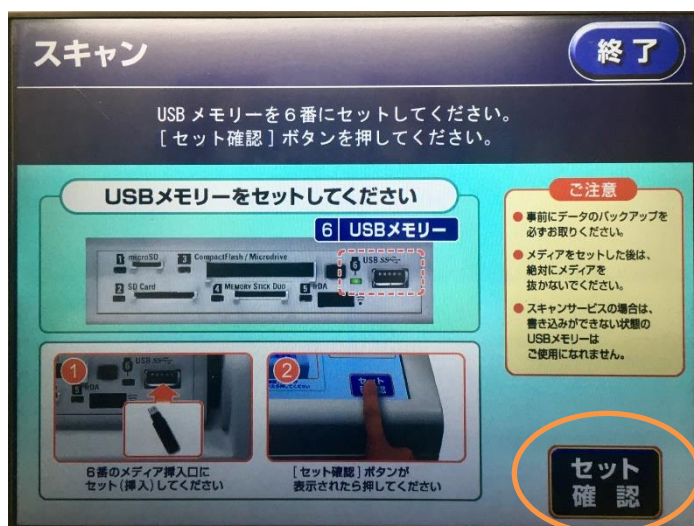 スキャン
終了
USBメモリーを6番にセットしてください。
[セット確認]ボタンを押してください。
USBメモリーをセットしてください
6 USBメモリー
1 microSD
3 CompactFlash / Microdrive
6 USB
2 SD Card
4 MEMORY STICK DUO
5 IrDA
ご注意
● 事前にデータのバックアップを
必ずお取りください。
● メディアをセットした後は、
絶対にメディアを
抜かないでください。
● スキャンサービスの場合は、
書き込みができない状態の
USBメモリーは
ご使用になれません。
1
6 USB
5 IrDA
6番のメディア挿入口に
セット(挿入)してください
2
セット
[セット確認]ボタンが
表示されたら押してください
セット
確認